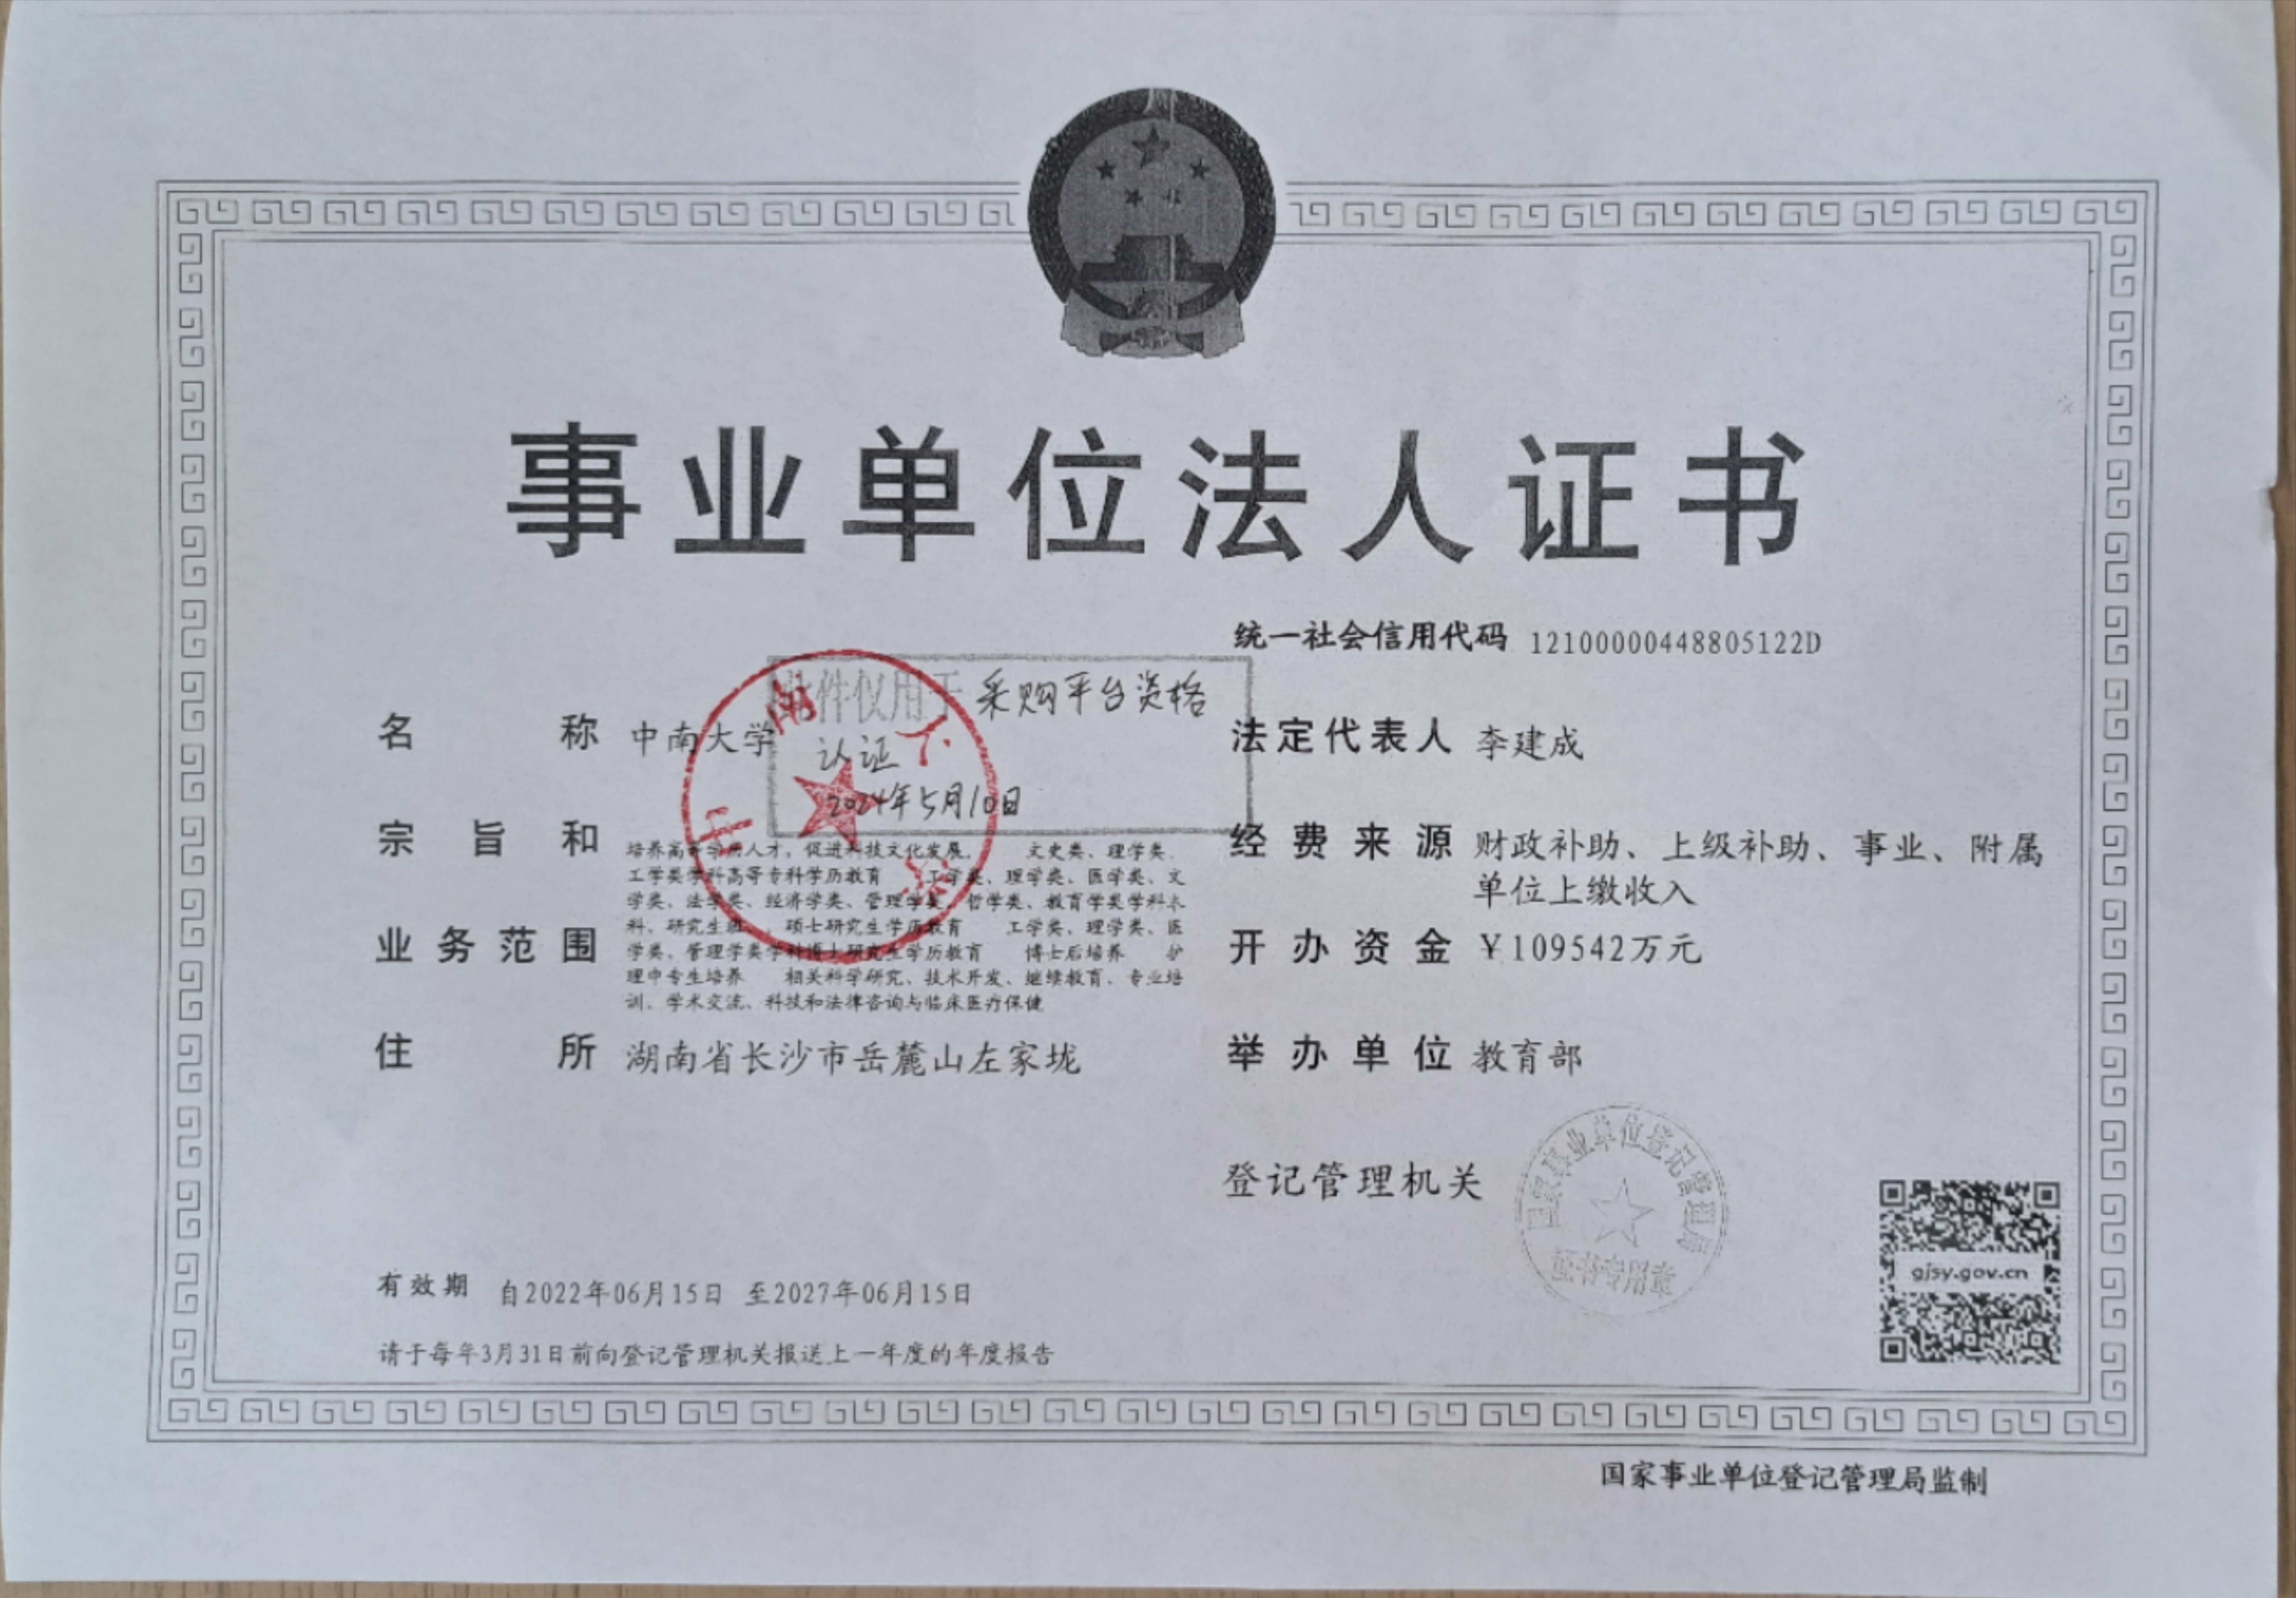 事业单位法人证书
统一社会信用代码 12100000448805122D
件仅用于 采购平台资格
认证
2024年5月10日
名称 中南大学
法定代表人 李建成
宗旨和
业务范围
培养高等学历人才,促进科技文化发展。 文史类、理学类、
工学类学科高等专科学历教育 工学类、理学类、医学类、文
学类、法学类、经济学类、管理学类、哲学类、教育学类学科本
科、研究生班、硕士研究生学历教育 工学类、理学类、医
学类、管理学类学科博士研究生学历教育 博士后培养 护
理中专生培养 相关科学研究、技术开发、继续教育、专业培
训、学术交流、科技和法律咨询与临床医疗保健
经费来源 财政补助、上级补助、事业、附属
单位上缴收入
开办资金 ¥109542万元
住所 湖南省长沙市岳麓山左家垅
举办单位 教育部
登记管理机关
国家事业单位登记管理局
证书专用章
gjsy.gov.cn
有效期 自2022年06月15日 至2027年06月15日
请于每年3月31日前向登记管理机关报送上一年度的年度报告
国家事业单位登记管理局监制